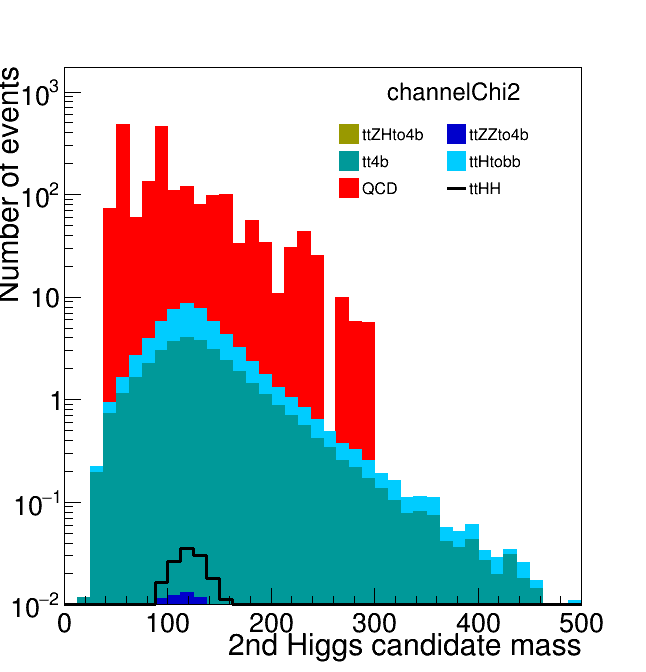 Number of events
channelChi2
ttZHto4b ttZZto4b
tt4b ttHtobb
QCD ttHH
10³
10²
10
1
10⁻¹
10⁻²
0 100 200 300 400 500
2nd Higgs candidate mass